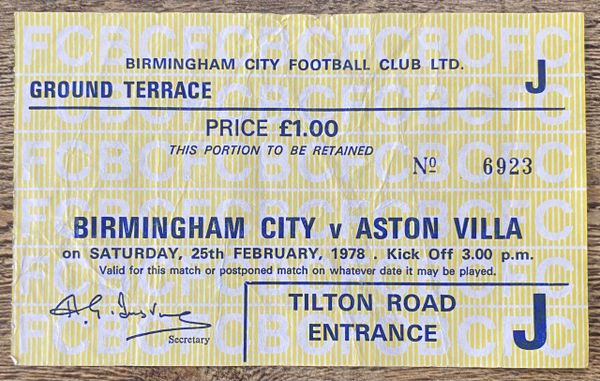 BIRMINGHAM CITY FOOTBALL CLUB LTD.
J
GROUND TERRACE
PRICE £1.00
THIS PORTION TO BE RETAINED
Nº 6923
BIRMINGHAM CITY v ASTON VILLA
on SATURDAY, 25th FEBRUARY, 1978 . Kick Off 3.00 p.m.
Valid for this match or postponed match on whatever date it may be played.
Secretary
TILTON ROAD
ENTRANCE
J